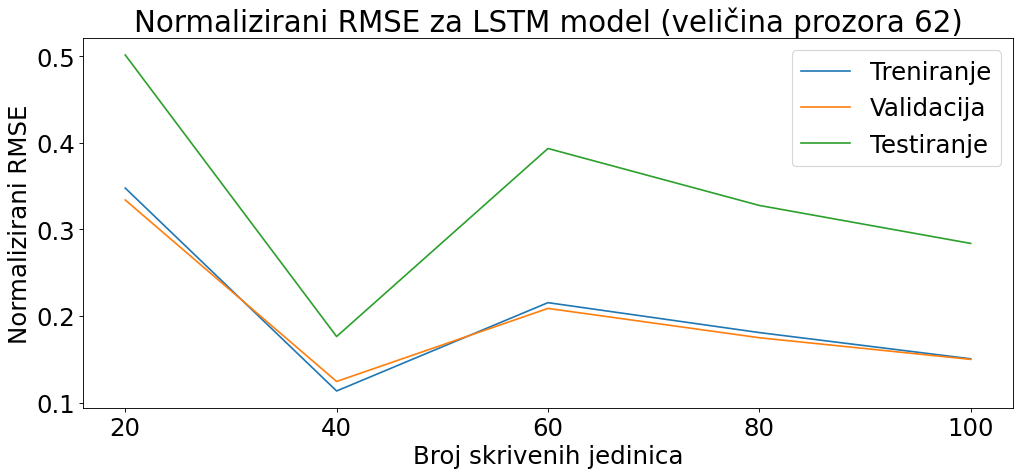 Normalizirani RMSE za LSTM model (veličina prozora 62)
Normalizirani RMSE
0.5
0.4
0.3
0.2
0.1
Treniranje
Validacija
Testiranje
20 40 60 80 100
Broj skrivenih jedinica